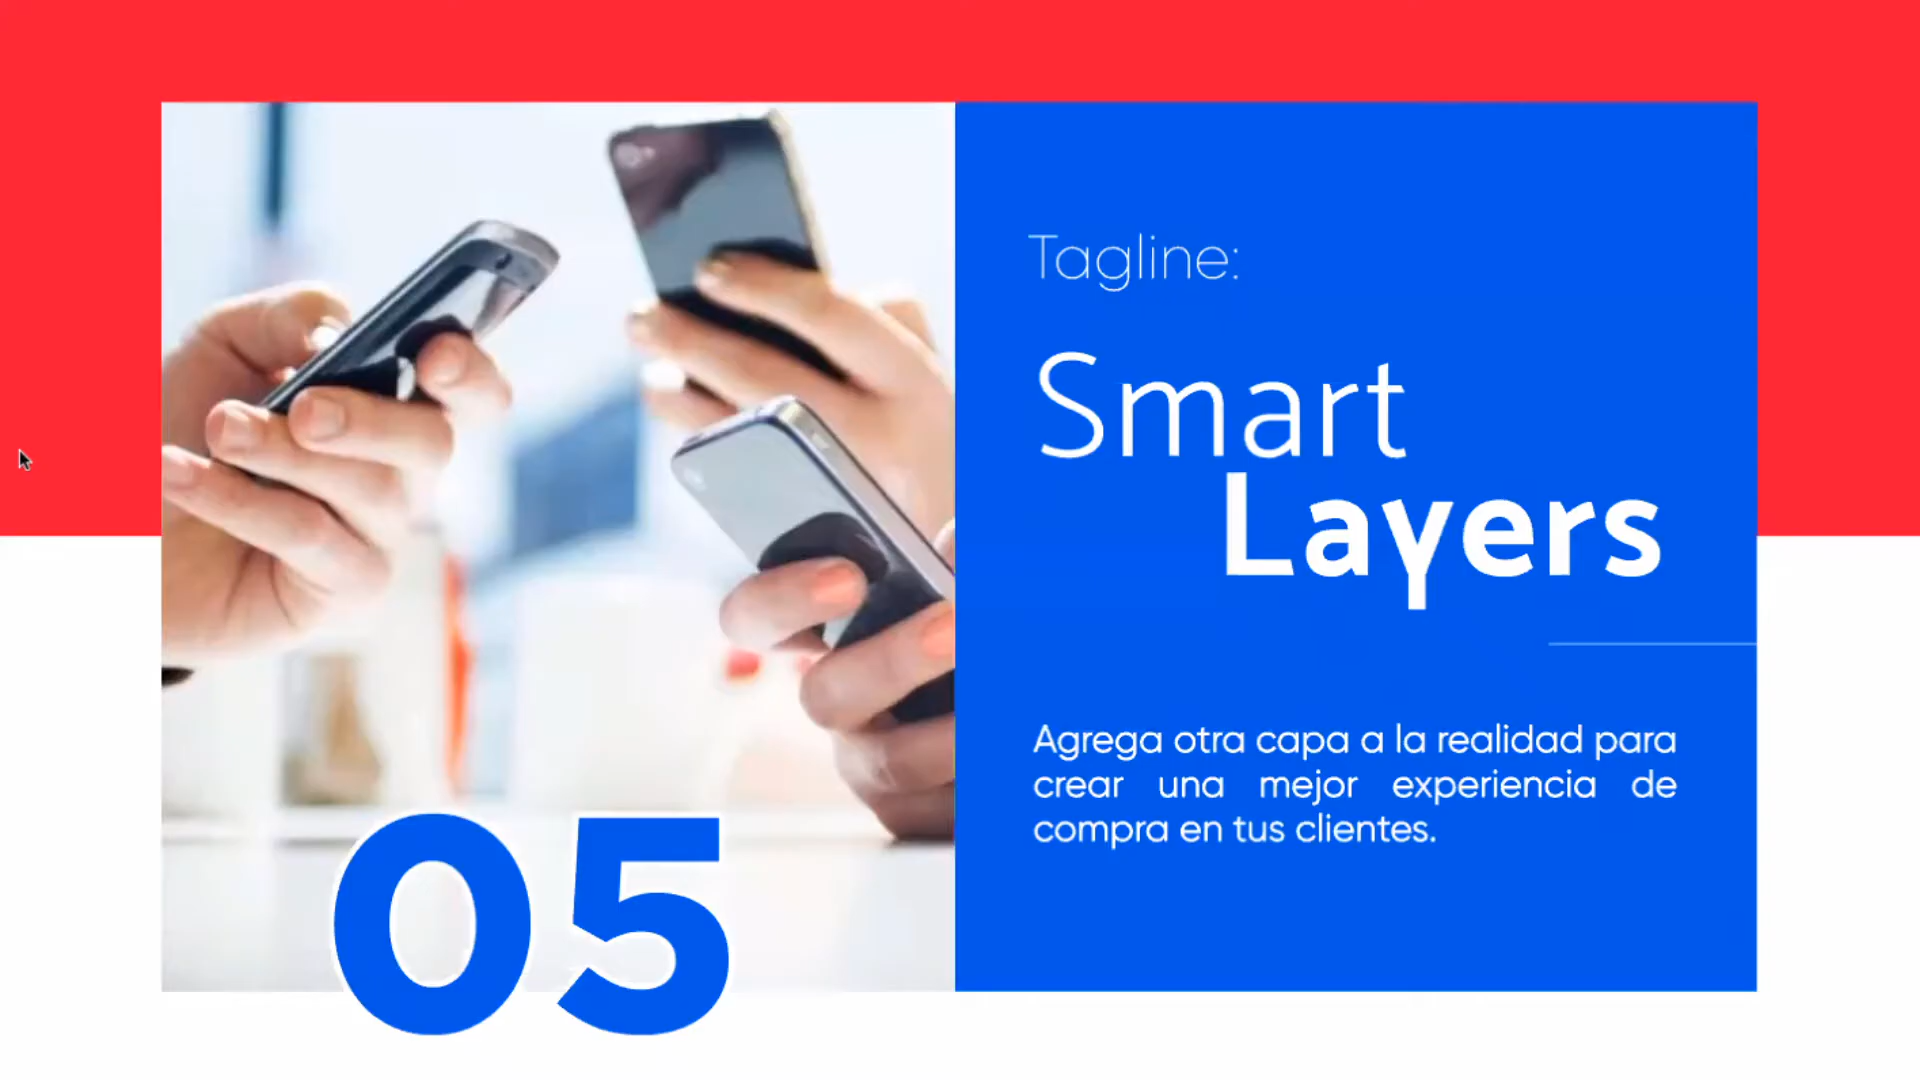 Tagline:
Smart
Layers
Agrega otra capa a la realidad para
crear una mejor experiencia de
compra en tus clientes.
05